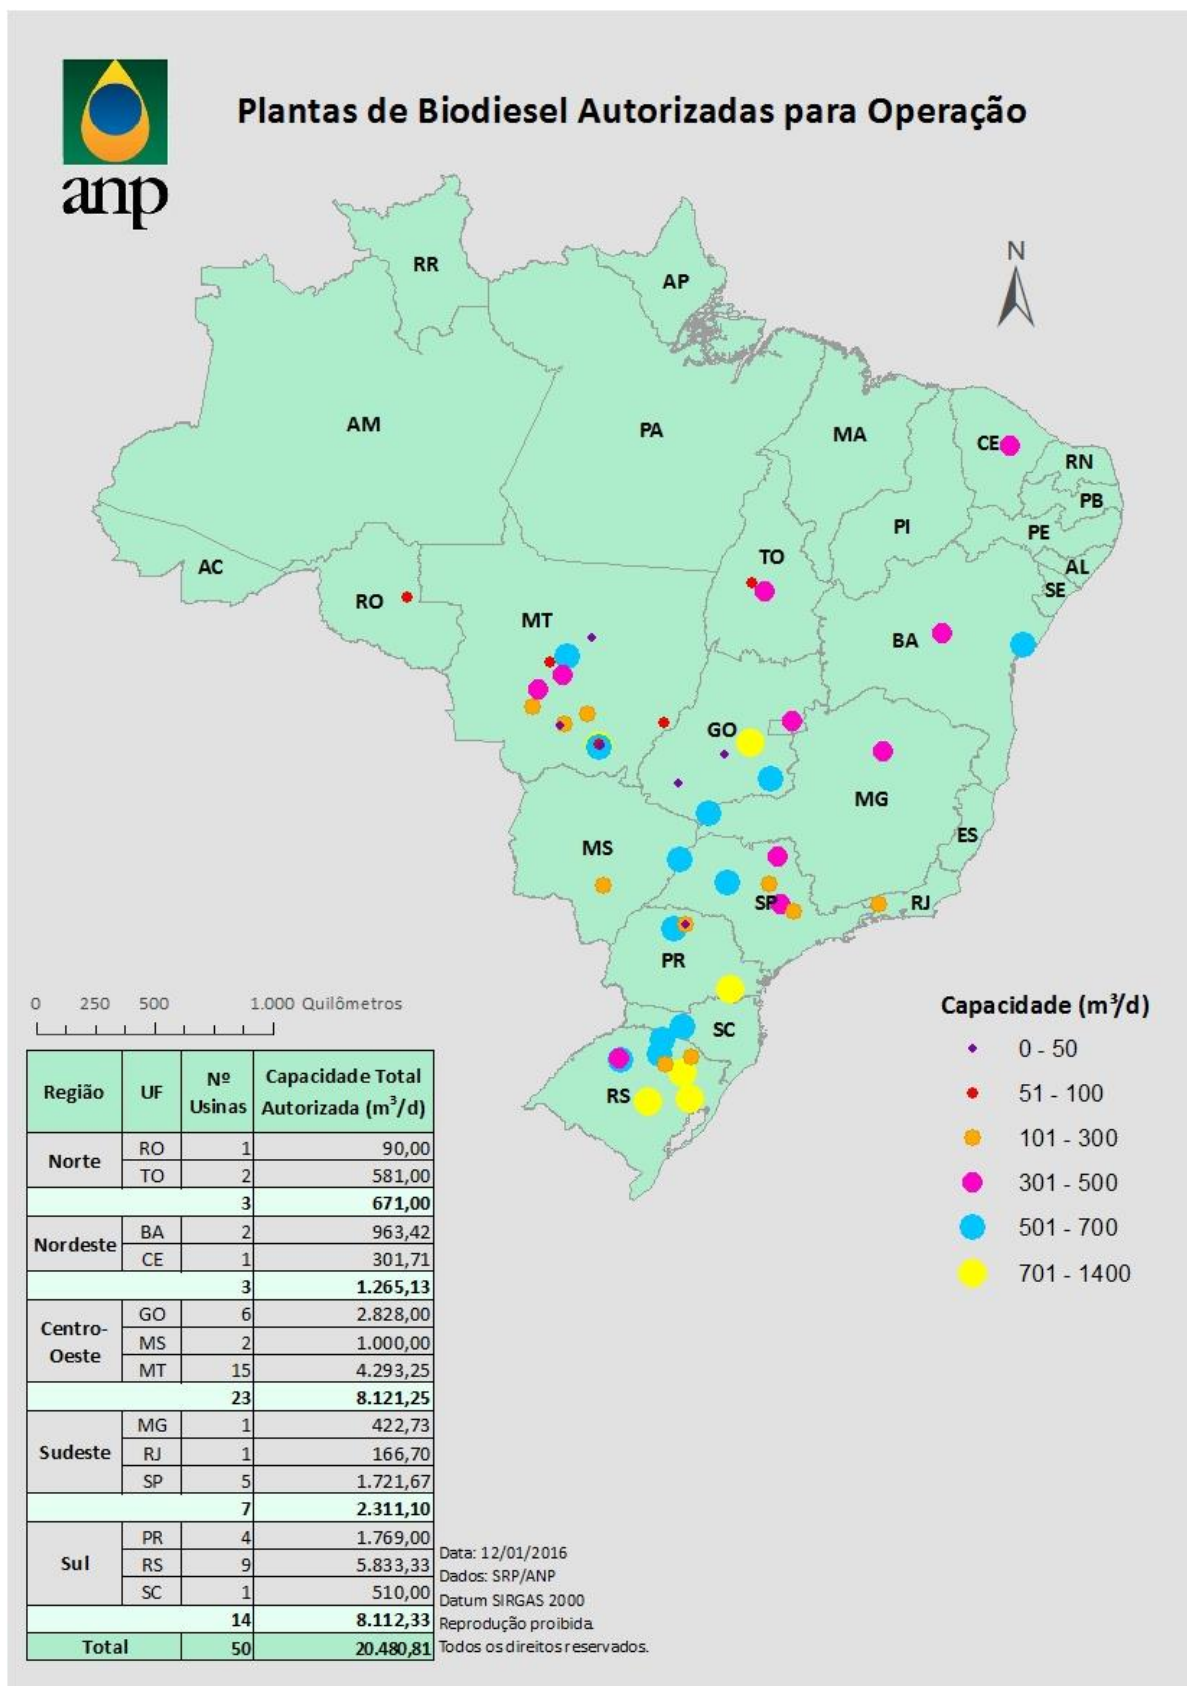 anp
Plantas de Biodiesel Autorizadas para Operação
N
RR
AP
AM
PA
MA
CE
RN
PB
PE
PI
AL
SE
TO
AC
RO
MT
BA
GO
MG
ES
MS
SP
RJ
PR
SC
RS
0 250 500 1.000 Quilômetros
Capacidade (m³/d)
0 - 50
51 - 100
101 - 300
301 - 500
501 - 700
701 - 1400
Região UF Nº Usinas Capacidade Total Autorizada (m³/d)
Norte RO 1 90,00
TO 2 581,00
3 671,00
Nordeste BA 2 963,42
CE 1 301,71
3 1.265,13
Centro-Oeste GO 6 2.828,00
MS 2 1.000,00
MT 15 4.293,25
23 8.121,25
Sudeste MG 1 422,73
RJ 1 166,70
SP 5 1.721,67
7 2.311,10
Sul PR 4 1.769,00
RS 9 5.833,33
SC 1 510,00
14 8.112,33
Total 50 20.480,81
Data: 12/01/2016
Dados: SRP/ANP
Datum SIRGAS 2000
Reprodução proibida.
Todos os direitos reservados.